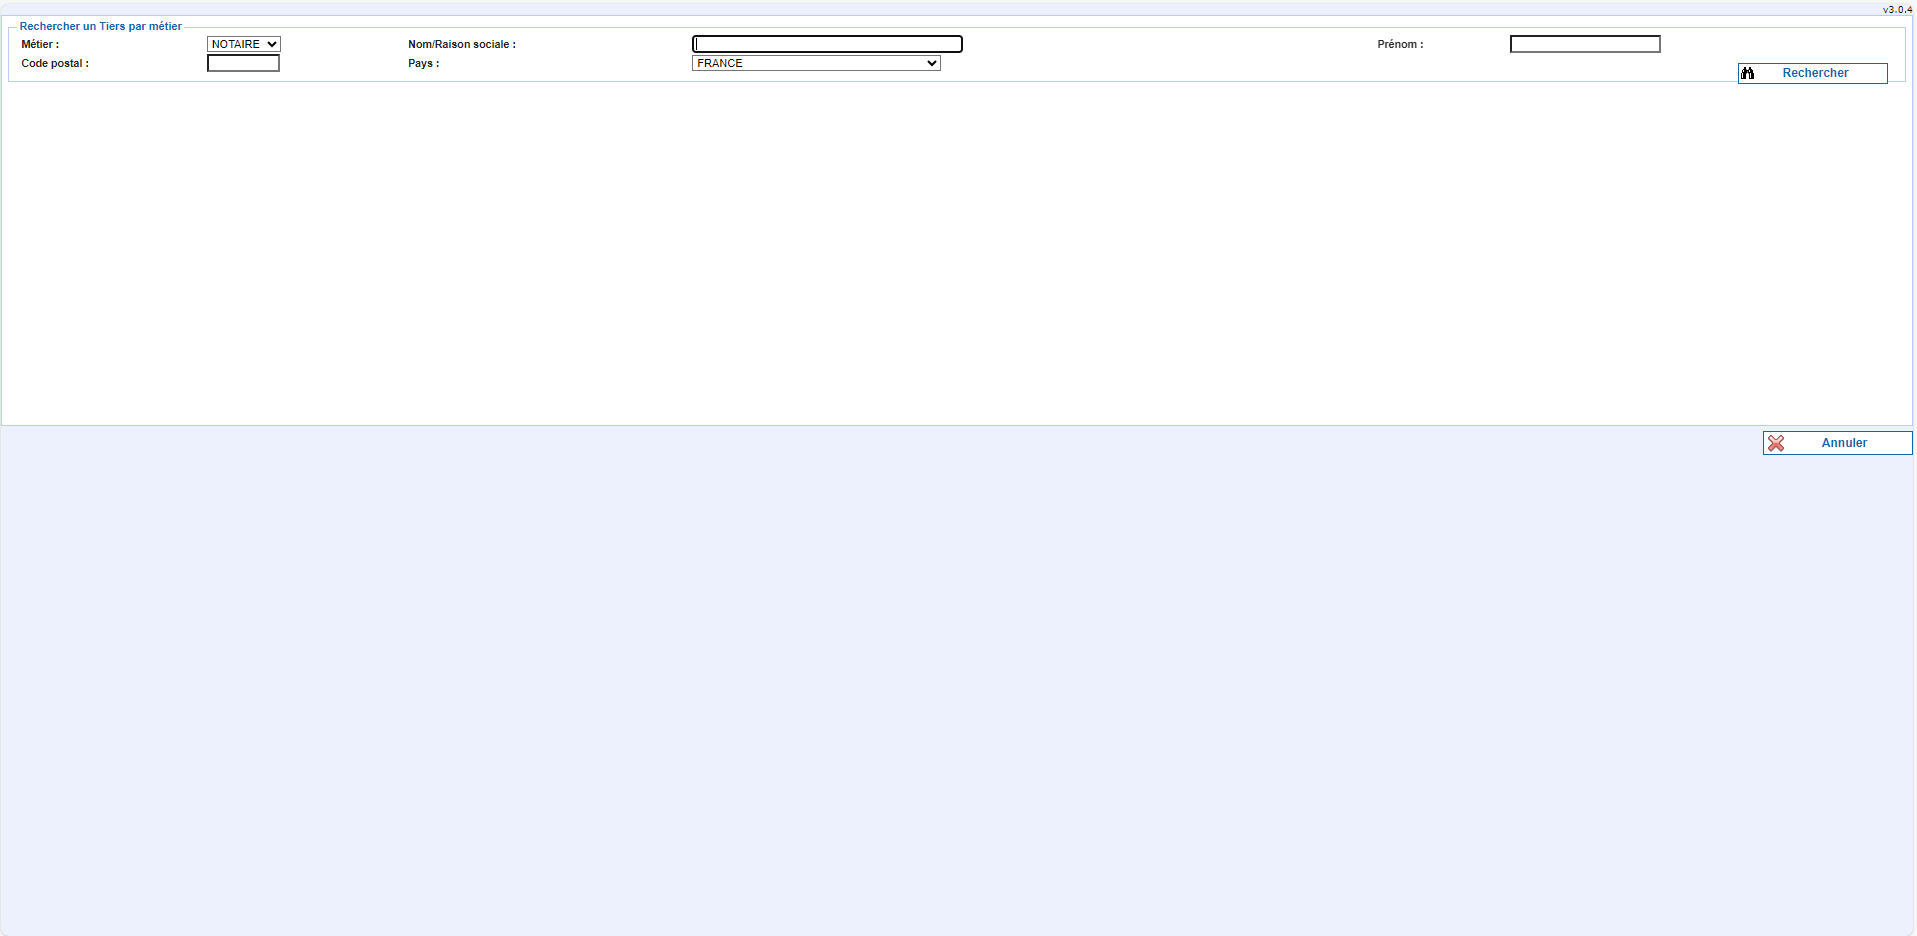 v3.0.4
Rechercher un Tiers par métier
Métier : NOTAIRE Nom/Raison sociale : Prénom :
Code postal : Pays : FRANCE
Rechercher
Annuler